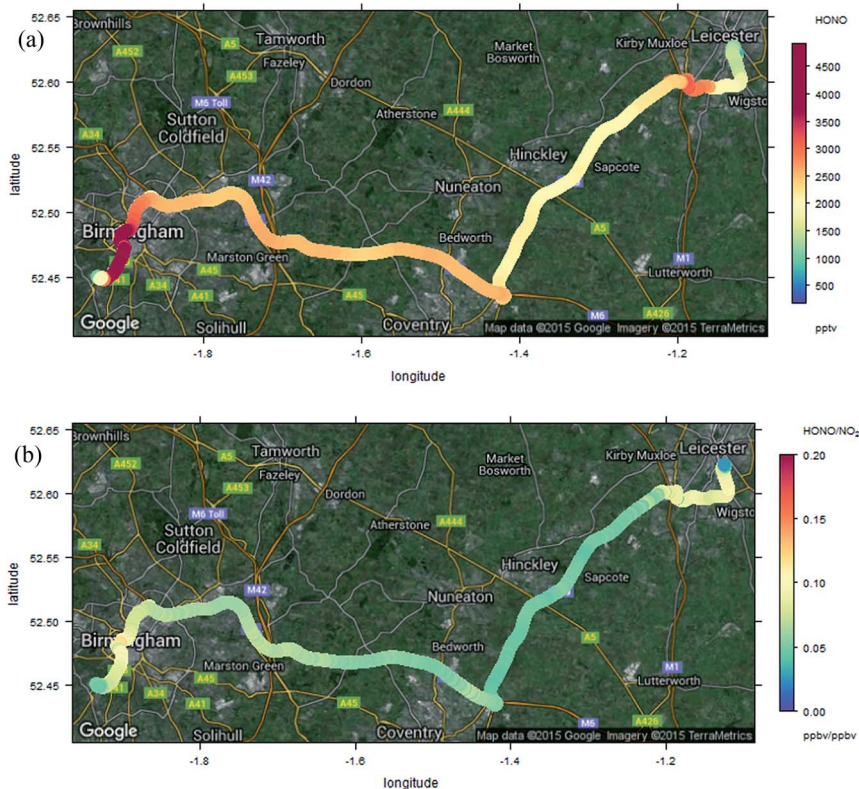 (a)
HONO
52.65
52.60
52.55
52.50
52.45
latitude
-1.8
-1.6
-1.4
-1.2
longitude
Brownhills
A452
A5
Tamworth
Fazeley
A453
M6 Toll
Dordon
Market
Bosworth
Kirby Muxloe
Leicester
Wigsto
A34
Sutton
Coldfield
Atherstone
A444
Hinckley
Sapcote
M42
Nuneaton
Birmingham
Marston Green
Bedworth
A5
M1
Lutterworth
A41
A34
A45
A41
A45
Solihull
Coventry
M6
A426
Google
Map data ©2015 Google Imagery ©2015 TerraMetrics
4500
4000
3500
3000
2500
2000
1500
1000
500
pptv
(b)
HONO/NO₂
52.65
52.60
52.55
52.50
52.45
latitude
-1.8
-1.6
-1.4
-1.2
longitude
Brownhills
A452
A5
Tamworth
Fazeley
A453
M6 Toll
Dordon
Market
Bosworth
Kirby Muxloe
Leicester
Wigsto
A34
Sutton
Coldfield
Atherstone
A444
Hinckley
Sapcote
M42
Nuneaton
Birmingham
Marston Green
Bedworth
A5
M1
Lutterworth
A34
A45
A41
A45
Solihull
Coventry
M6
A426
Google
Map data ©2015 Google Imagery ©2015 TerraMetrics
0.20
0.15
0.10
0.05
0.00
ppbv/ppbv